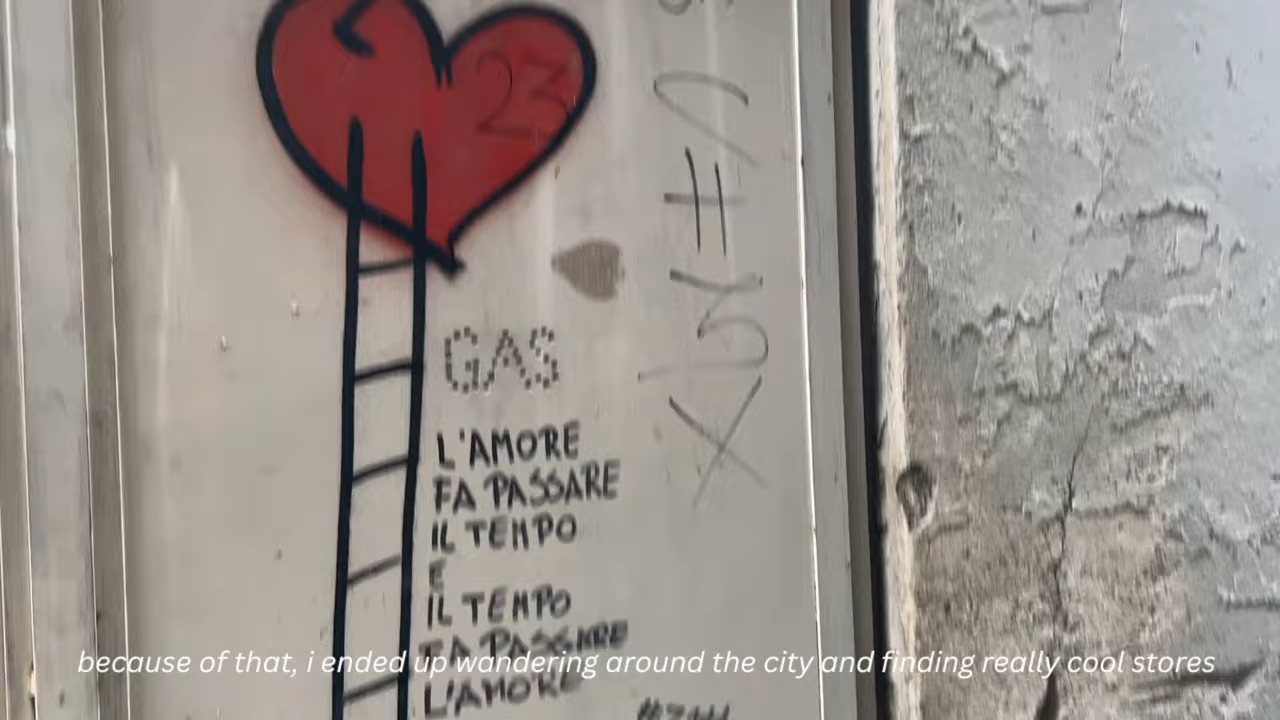 23
GAS
L'AMORE
FA PASSARE
IL TEMPO
E
IL TEMPO
FA PASSARE
L'AMORE
because of that, i ended up wandering around the city and finding really cool stores